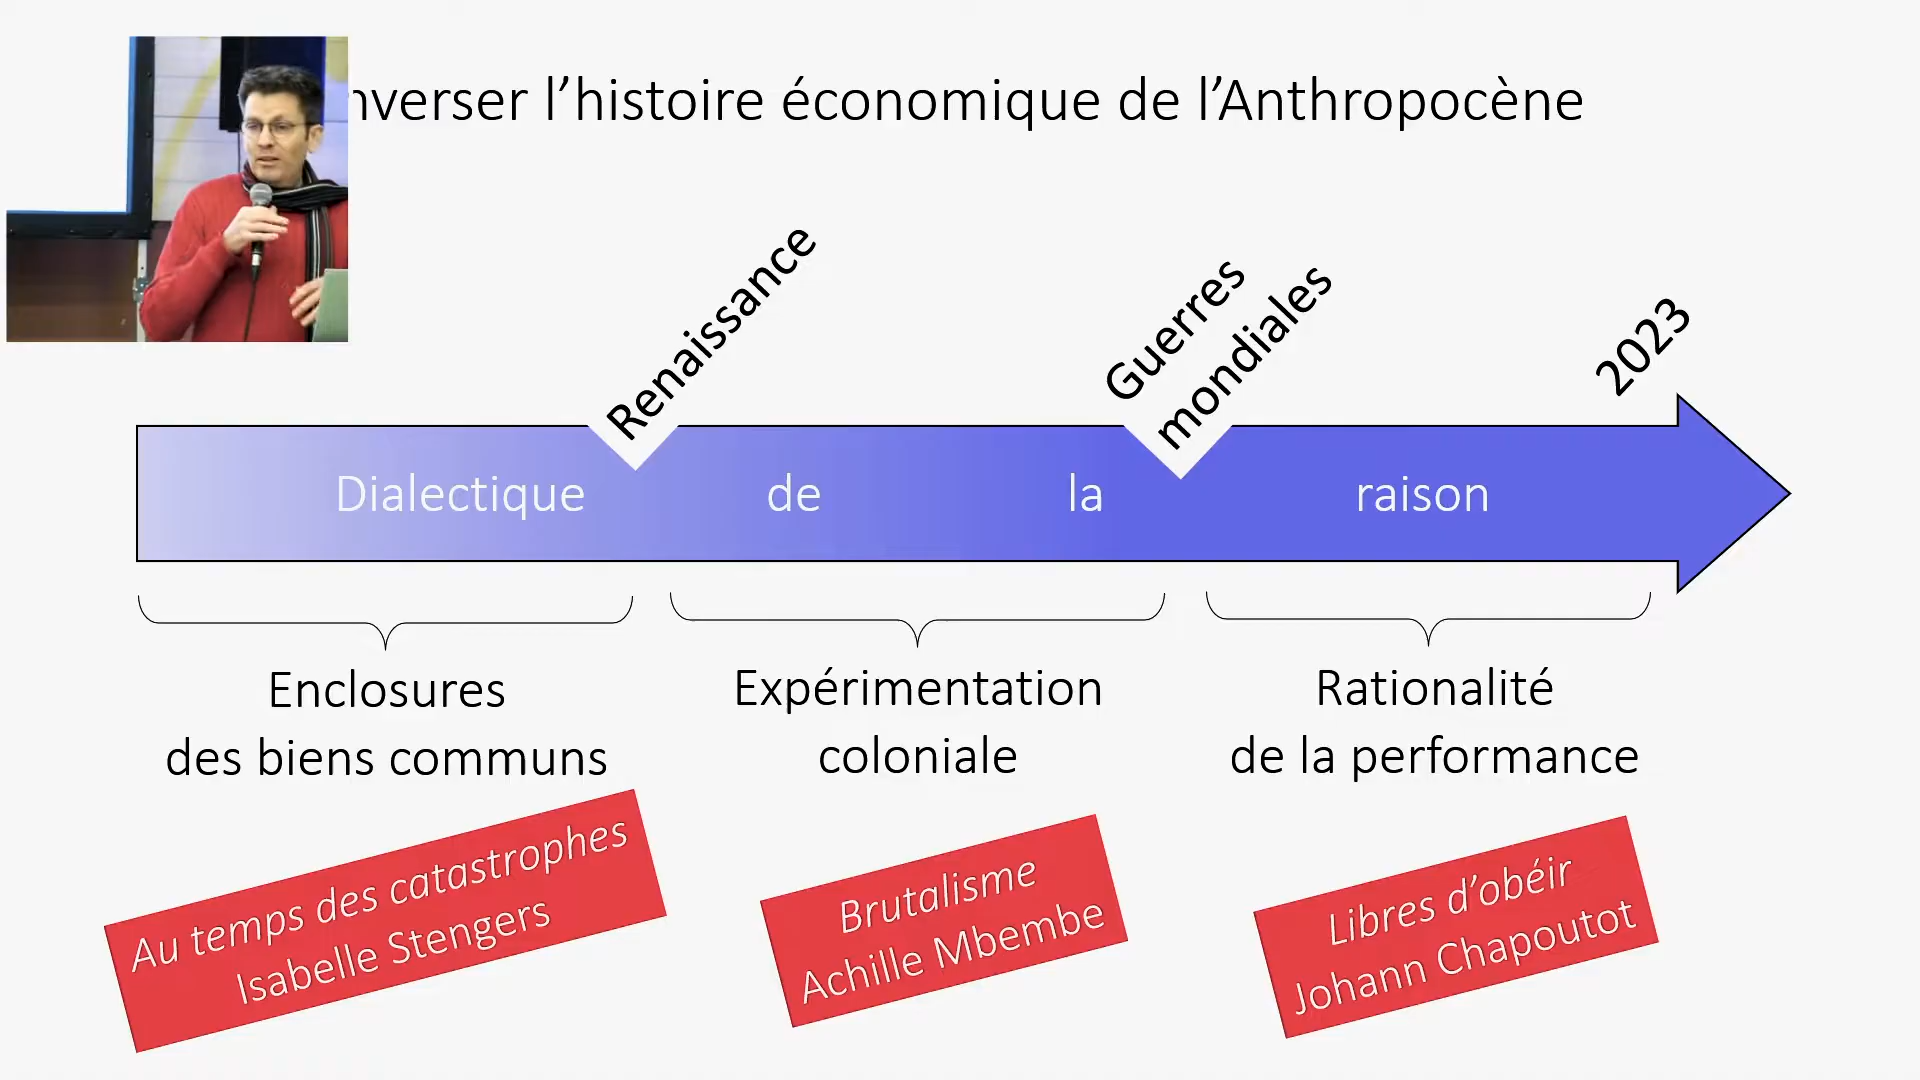 l'histoire économique de l'Anthropocène
Renaissance
Guerres
mondiales
2023
Dialectique de la raison
Enclosures
des biens communs
Expérimentation
coloniale
Rationalité
de la performance
Au temps des catastrophes
Isabelle Stengers
Brutalisme
Achille Mbembe
Libres d'obéir
Johann Chapoutot